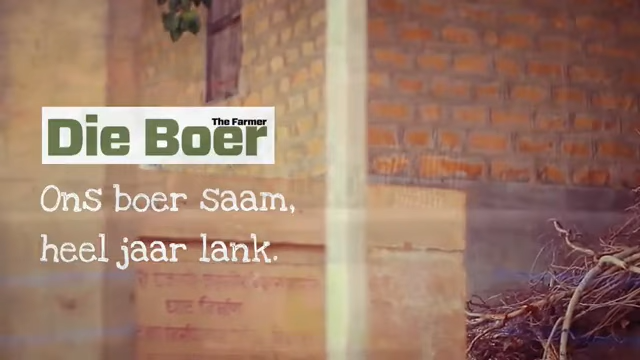 The Farmer
Die Boer
Ons boer saam,
heel jaar lank.